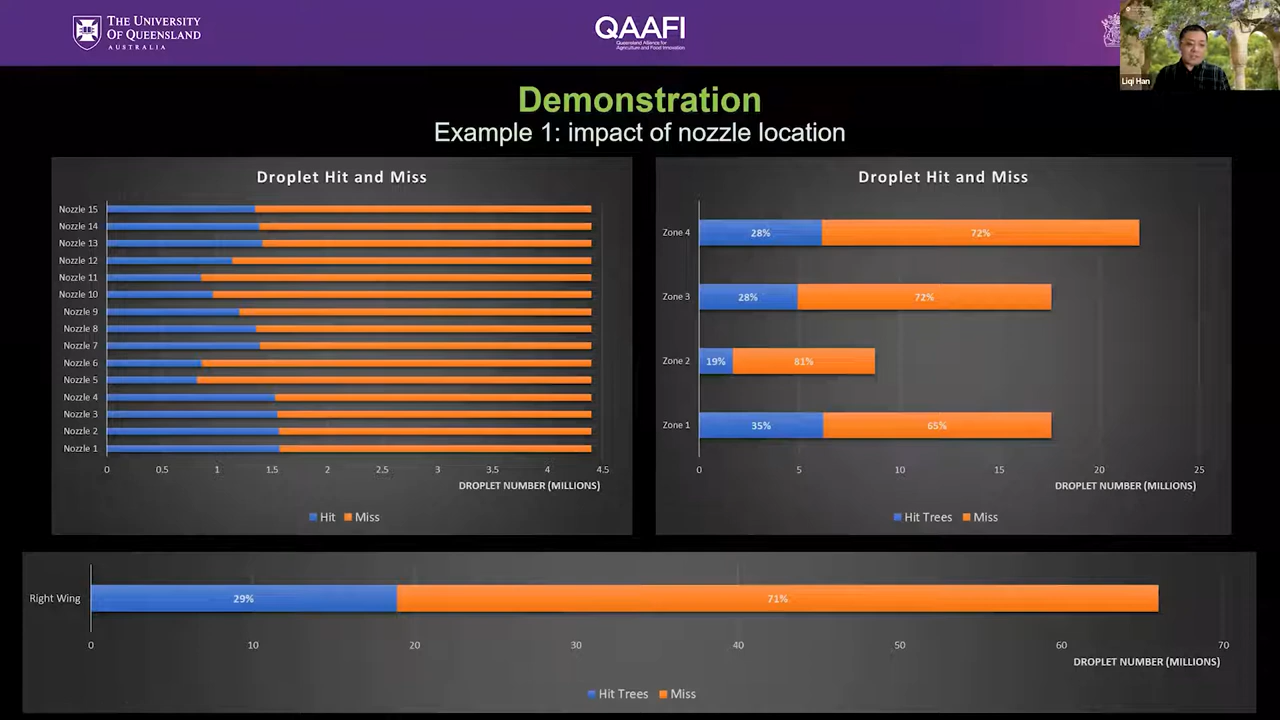 THE UNIVERSITY
OF QUEENSLAND
AUSTRALIA
QAAFI
Queensland Alliance for
Agriculture and Food Innovation
Liqi Han
Demonstration
Example 1: impact of nozzle location
Droplet Hit and Miss
Nozzle 15
Nozzle 14
Nozzle 13
Nozzle 12
Nozzle 11
Nozzle 10
Nozzle 9
Nozzle 8
Nozzle 7
Nozzle 6
Nozzle 5
Nozzle 4
Nozzle 3
Nozzle 2
Nozzle 1
0 0.5 1 1.5 2 2.5 3 3.5 4 4.5
DROPLET NUMBER (MILLIONS)
Hit Miss
Droplet Hit and Miss
Zone 4 28% 72%
Zone 3 28% 72%
Zone 2 19% 81%
Zone 1 35% 65%
0 5 10 15 20 25
DROPLET NUMBER (MILLIONS)
Hit Trees Miss
Right Wing 29% 71%
0 10 20 30 40 50 60 70
DROPLET NUMBER (MILLIONS)
Hit Trees Miss